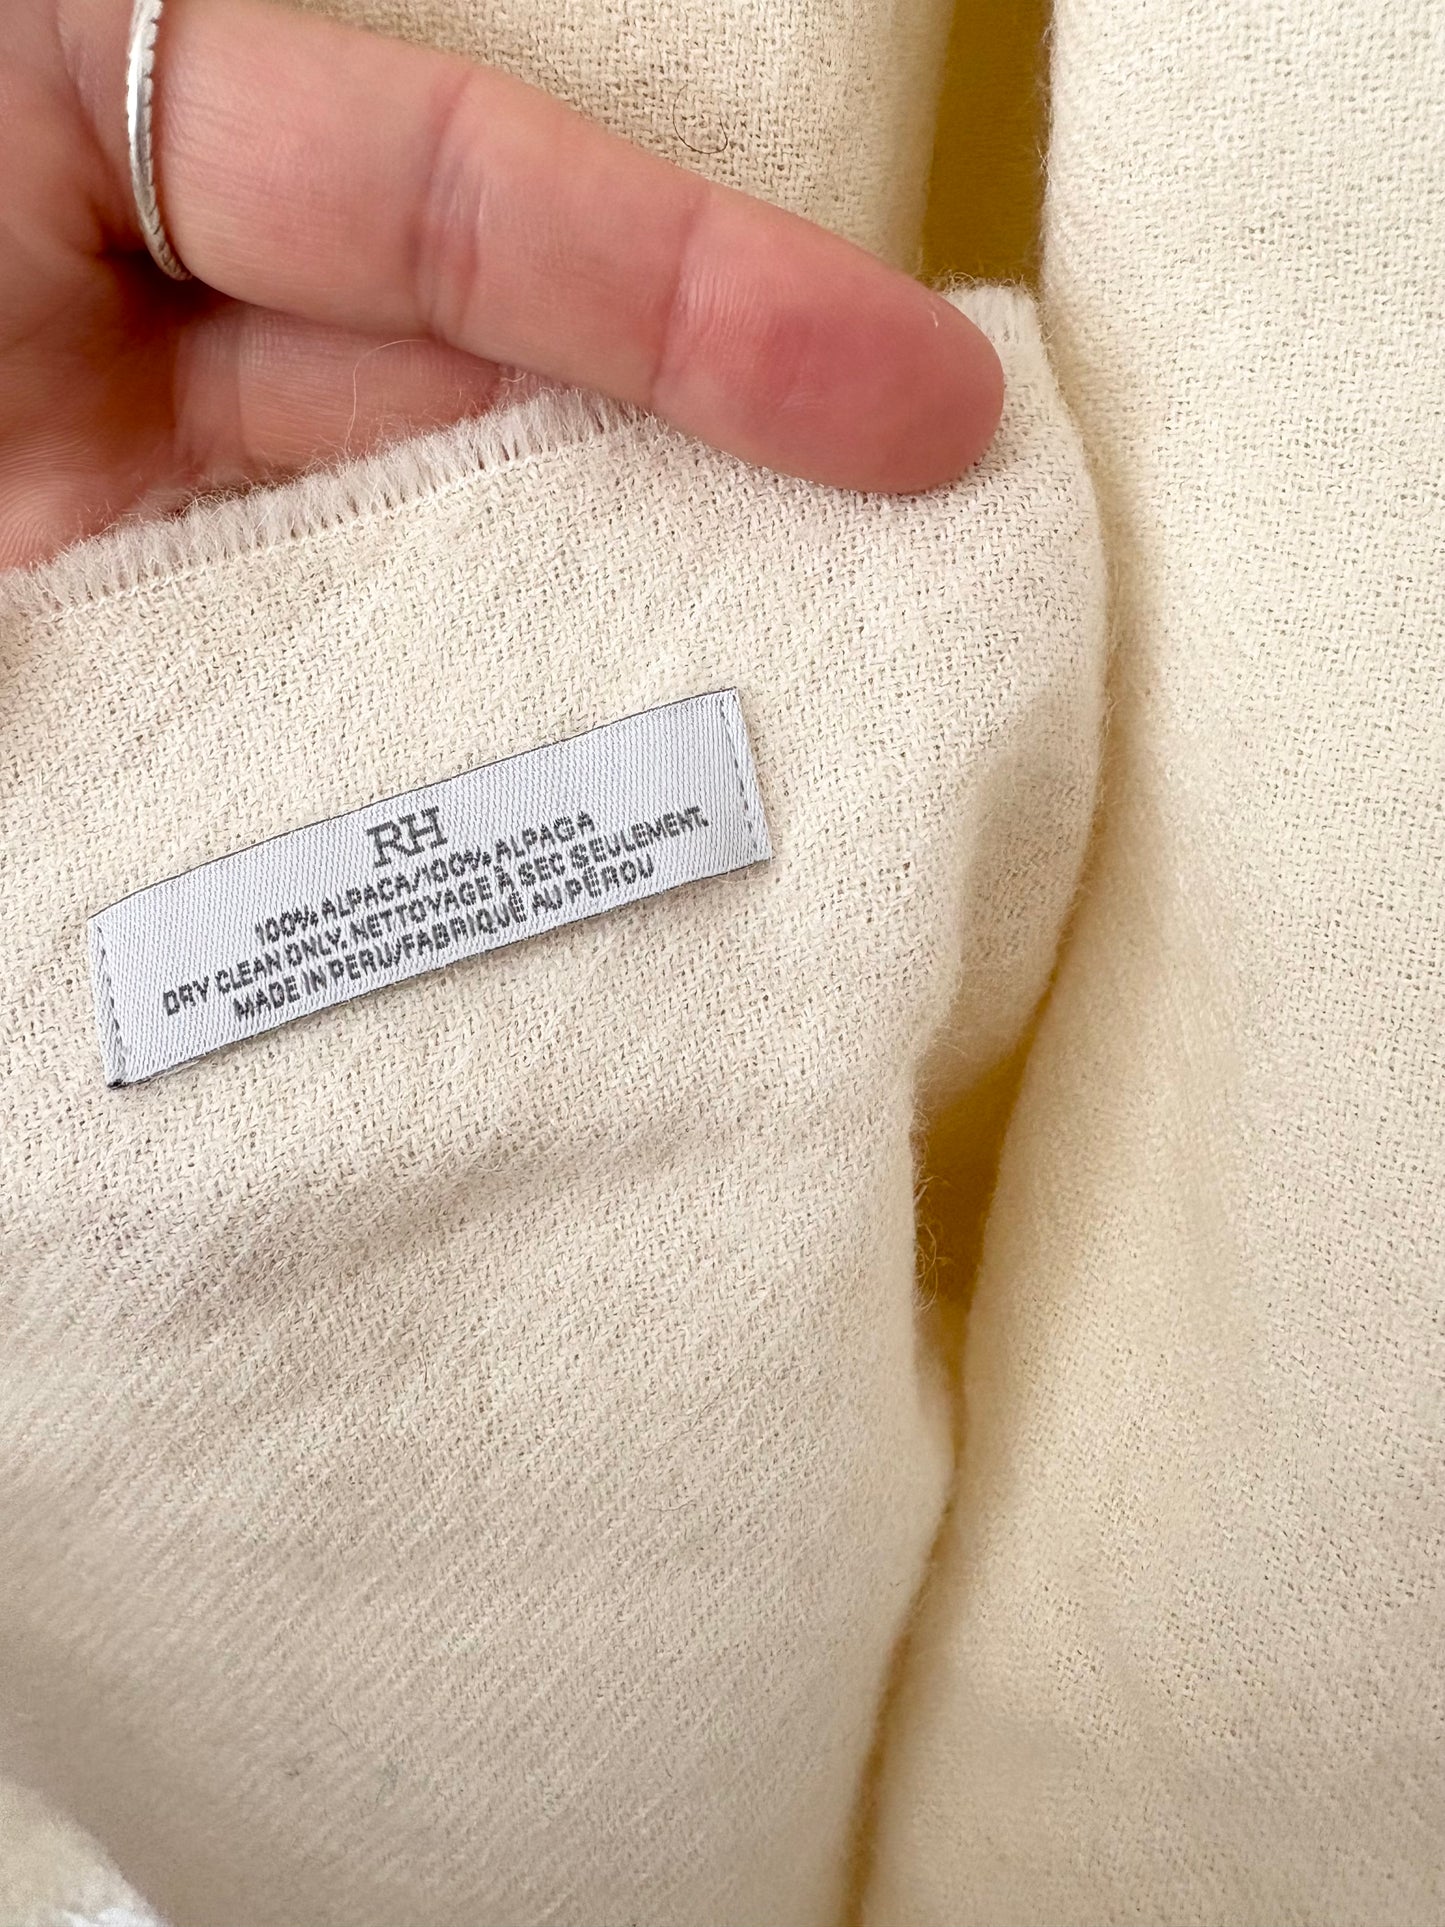 RH
100% ALPACA/100% ALPAGA
DRY CLEAN ONLY. NETTOYAGE À SEC SEULEMENT.
MADE IN PERU/FABRIQUÉ AU PÉROU